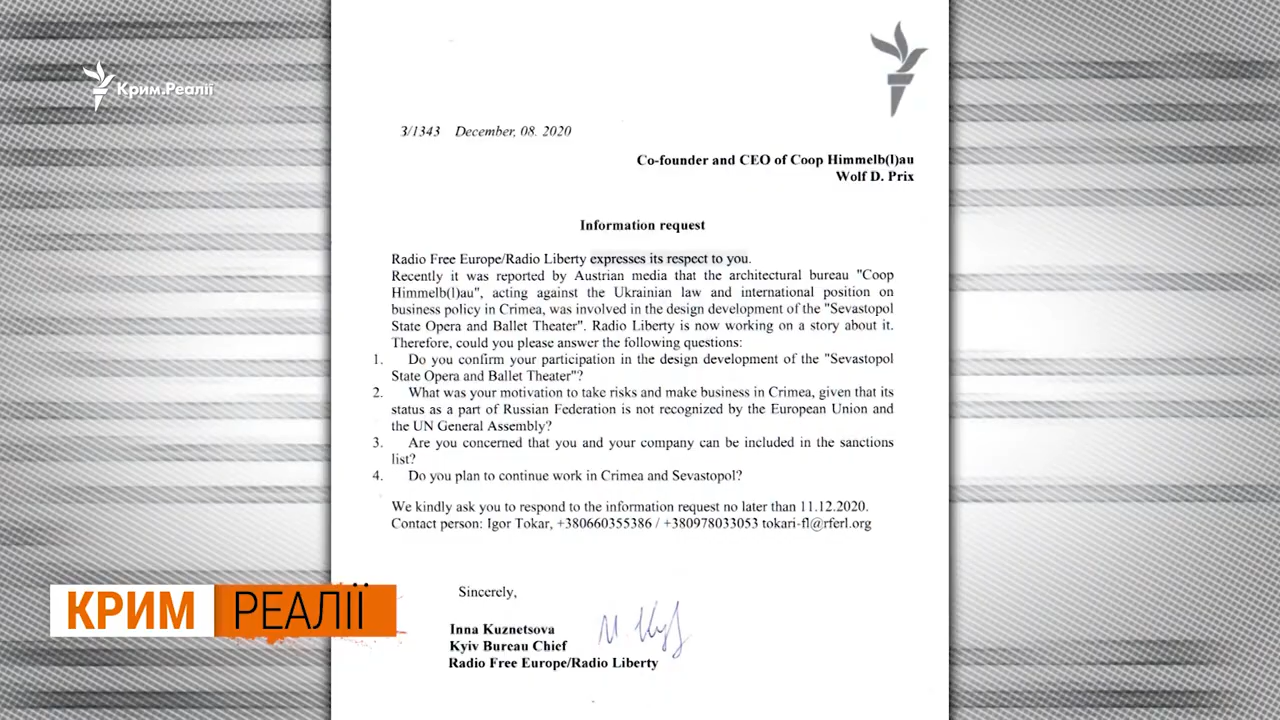 Крим.Реалії
3/1343 December, 08. 2020
Co-founder and CEO of Coop Himmelb(l)au
Wolf D. Prix
Information request
Radio Free Europe/Radio Liberty expresses its respect to you.
Recently it was reported by Austrian media that the architectural bureau "Coop
Himmelb(l)au", acting against the Ukrainian law and international position on
business policy in Crimea, was involved in the design development of the "Sevastopol
State Opera and Ballet Theater". Radio Liberty is now working on a story about it.
Therefore, could you please answer the following questions:
1. Do you confirm your participation in the design development of the "Sevastopol
State Opera and Ballet Theater"?
2. What was your motivation to take risks and make business in Crimea, given that its
status as a part of Russian Federation is not recognized by the European Union and
the UN General Assembly?
3. Are you concerned that you and your company can be included in the sanctions
list?
4. Do you plan to continue work in Crimea and Sevastopol?
We kindly ask you to respond to the information request no later than 11.12.2020.
Contact person: Igor Tokar, +380660355386 / +380978033053 tokari-fl@rferl.org
Sincerely,
Inna Kuznetsova
Kyiv Bureau Chief
Radio Free Europe/Radio Liberty
КРИМ РЕАЛІЇ